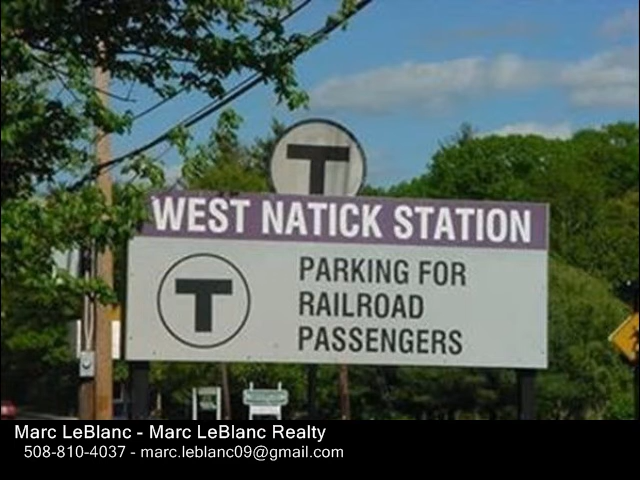 T
WEST NATICK STATION
T
PARKING FOR
RAILROAD
PASSENGERS
Marc LeBlanc - Marc LeBlanc Realty
508-810-4037 - marc.leblanc09@gmail.com